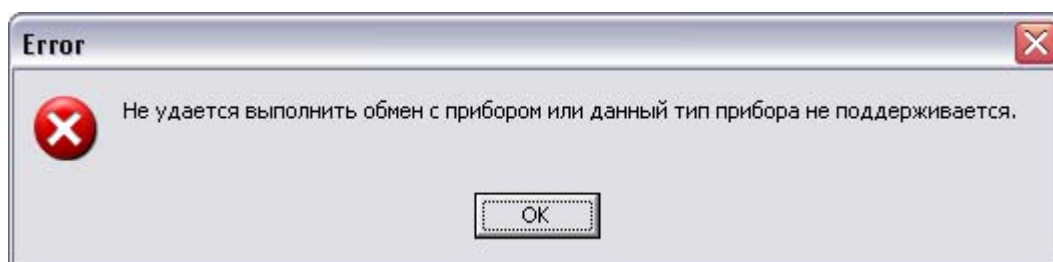 Error
Не удается выполнить обмен с прибором или данный тип прибора не поддерживается.
OK